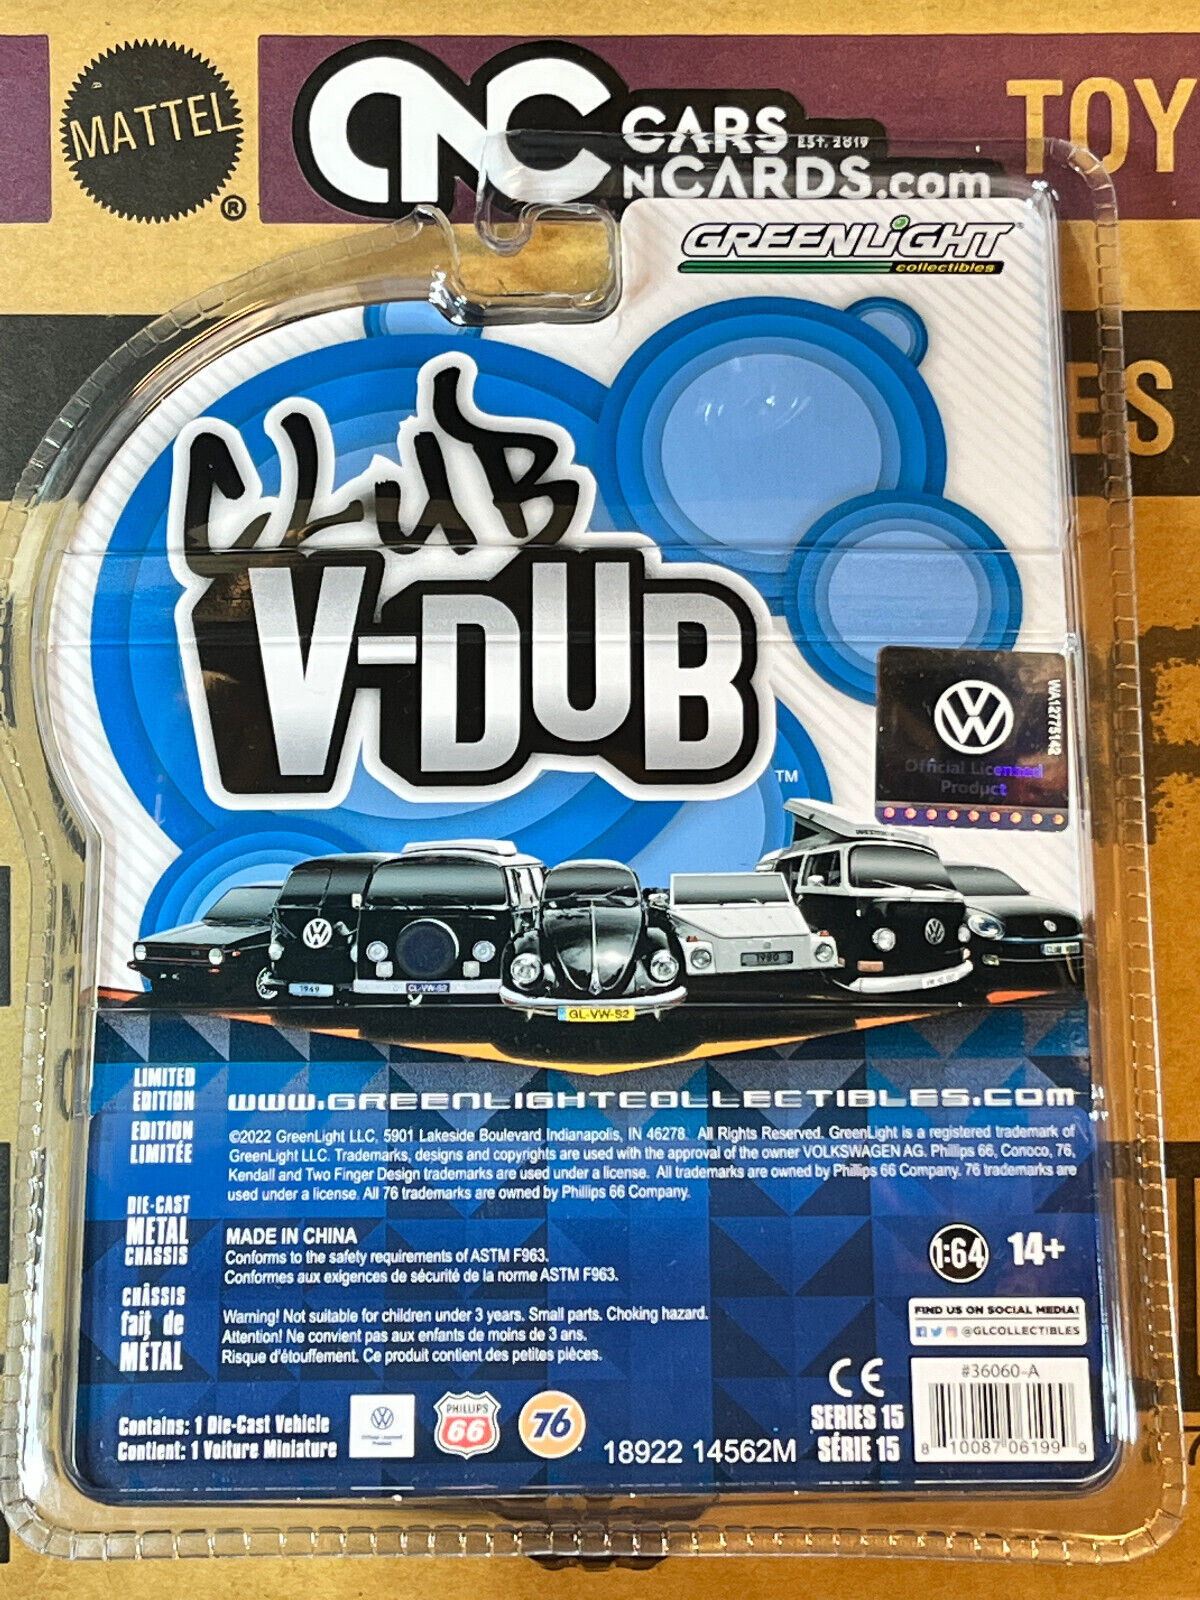 MATTEL
®
CNC
CARS
EST. 2019
N CARDS.com
TOY
GREENLiGHT®
collectibles
ES
CLUB
V-DUB
TM
WA12775142
Official Licensed
Product
WESTFALIA
1949
CL-VW-S2
GL-VW-S2
1980
LIMITED
EDITION
EDITION
LIMITÉE
DIE-CAST
METAL
CHASSIS
CHÂSSIS
fait de
MÉTAL
WWW.GREENLIGHTCOLLECTIBLES.COM
©2022 GreenLight LLC, 5901 Lakeside Boulevard Indianapolis, IN 46278. All Rights Reserved. GreenLight is a registered trademark of
GreenLight LLC. Trademarks, designs and copyrights are used with the approval of the owner VOLKSWAGEN AG. Phillips 66, Conoco, 76,
Kendall and Two Finger Design trademarks are used under a license. All trademarks are owned by Phillips 66 Company. 76 trademarks are
used under a license. All 76 trademarks are owned by Phillips 66 Company.
MADE IN CHINA
Conforms to the safety requirements of ASTM F963.
Conformes aux exigences de sécurité de la norme ASTM F963.
1:64 14+
Warning! Not suitable for children under 3 years. Small parts. Choking hazard.
Attention! Ne convient pas aux enfants de moins de 3 ans.
Risque d'étouffement. Ce produit contient des petites pièces.
FIND US ON SOCIAL MEDIA!
@GLCOLLECTIBLES
CE
#36060-A
SERIES 15
SÉRIE 15
8 10087 06199 9
Contains: 1 Die-Cast Vehicle
Contient: 1 Voiture Miniature
Official Licensed
Product
PHILLIPS
66
76
18922 14562M